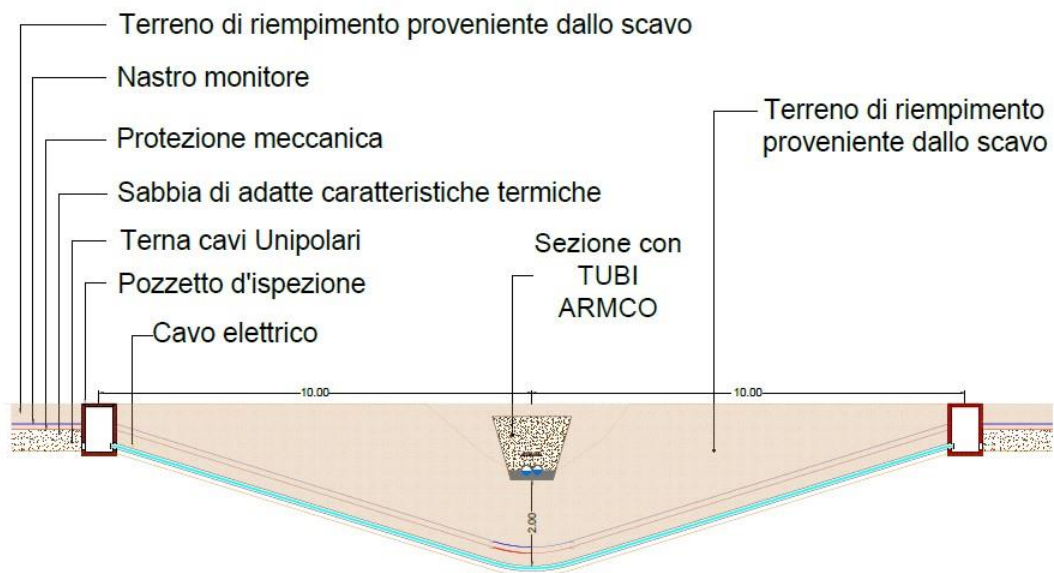 Terreno di riempimento proveniente dallo scavo
Nastro monitore
Protezione meccanica
Sabbia di adatte caratteristiche termiche
Terna cavi Unipolari
Pozzetto d'ispezione
Cavo elettrico
Sezione con
TUBI
ARMCO
Terreno di riempimento
proveniente dallo scavo
10.00
10.00
2.00